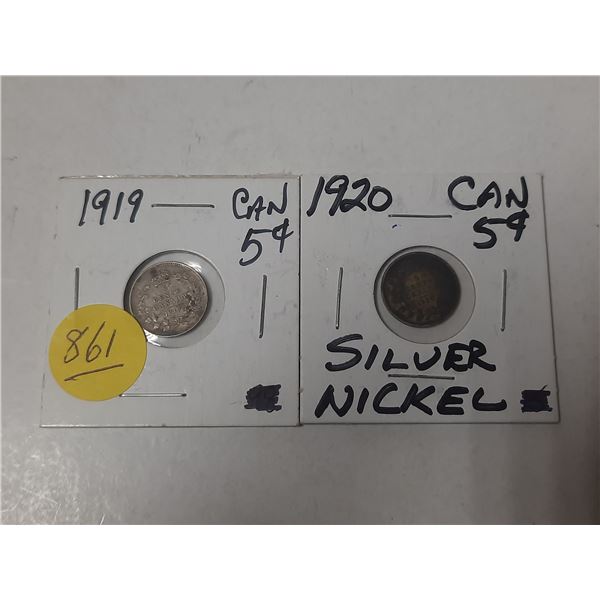 1919 — CAN
5¢
861
1920 — CAN
5¢
SILVER
NICKEL